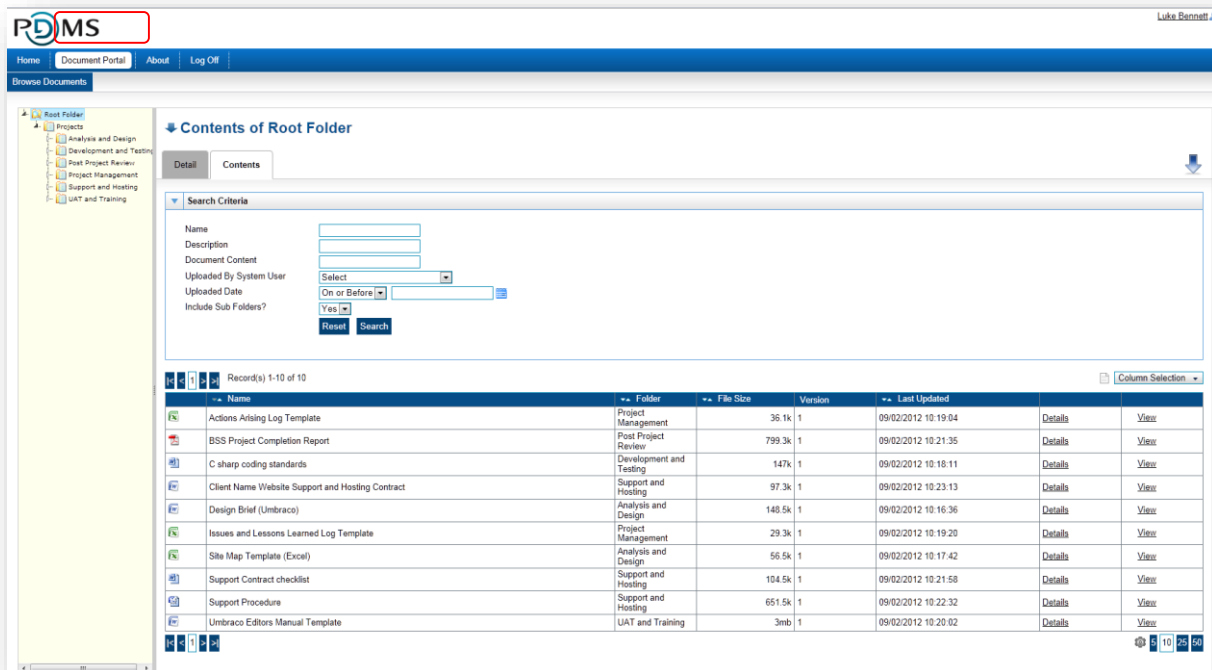 PDMS
Luke Bennett
Home Document Portal About Log Off
Browse Documents
Root Folder
Projects
Analysis and Design
Development and Testing
Post Project Review
Project Management
Support and Hosting
UAT and Training
Contents of Root Folder
Detail Contents
Search Criteria
Name
Description
Document Content
Uploaded By System User Select
Uploaded Date On or Before
Include Sub Folders? Yes
Reset Search
|< < 1 > >| Record(s) 1-10 of 10 Column Selection
Name Folder File Size Version Last Updated
Actions Arising Log Template Project Management 36.1k 1 09/02/2012 10:19:04 Details View
BSS Project Completion Report Post Project Review 799.3k 1 09/02/2012 10:21:35 Details View
C sharp coding standards Development and Testing 147k 1 09/02/2012 10:18:11 Details View
Client Name Website Support and Hosting Contract Support and Hosting 97.3k 1 09/02/2012 10:23:13 Details View
Design Brief (Umbraco) Analysis and Design 148.5k 1 09/02/2012 10:16:36 Details View
Issues and Lessons Learned Log Template Project Management 29.3k 1 09/02/2012 10:19:20 Details View
Site Map Template (Excel) Analysis and Design 56.5k 1 09/02/2012 10:17:42 Details View
Support Contract checklist Support and Hosting 104.5k 1 09/02/2012 10:21:58 Details View
Support Procedure Support and Hosting 651.5k 1 09/02/2012 10:22:32 Details View
Umbraco Editors Manual Template UAT and Training 3mb 1 09/02/2012 10:20:02 Details View
|< < 1 > >| 5 10 25 50